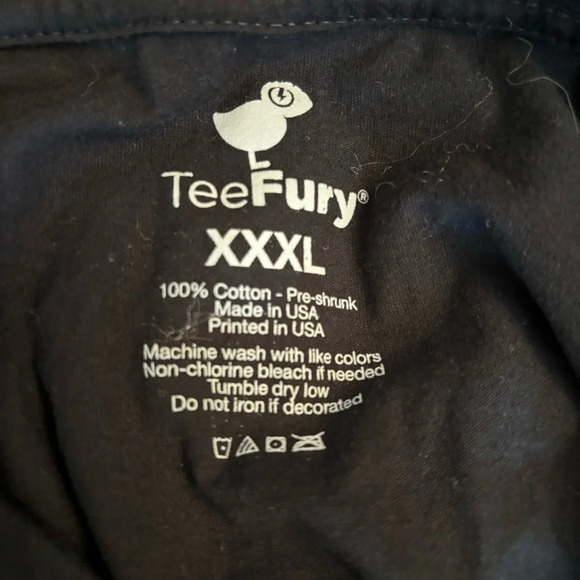 TeeFury®
XXXL
100% Cotton - Pre-shrunk
Made in USA
Printed in USA
Machine wash with like colors
Non-chlorine bleach if needed
Tumble dry low
Do not iron if decorated